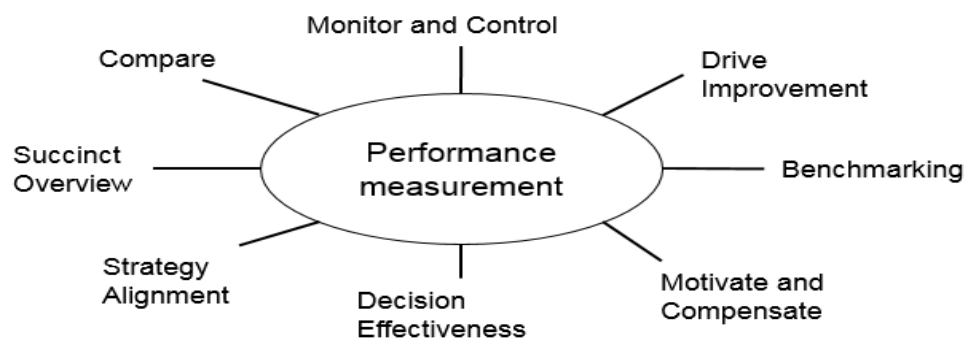 Monitor and Control
Compare
Drive
Improvement
Succinct
Overview
Performance
measurement
Benchmarking
Strategy
Alignment
Decision
Effectiveness
Motivate and
Compensate